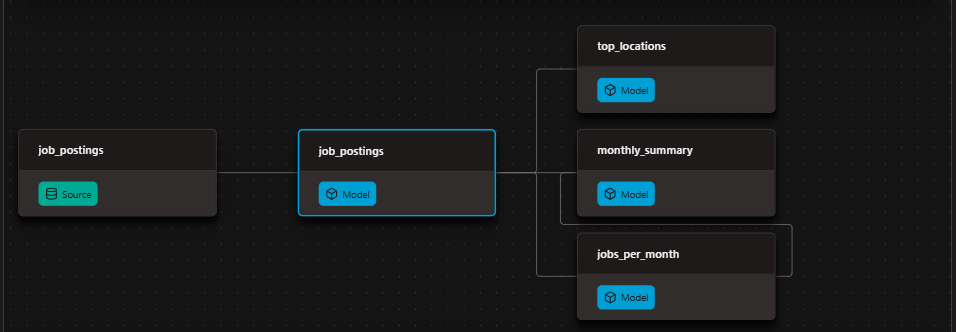 top_locations
Model
job_postings
Source
job_postings
Model
monthly_summary
Model
jobs_per_month
Model